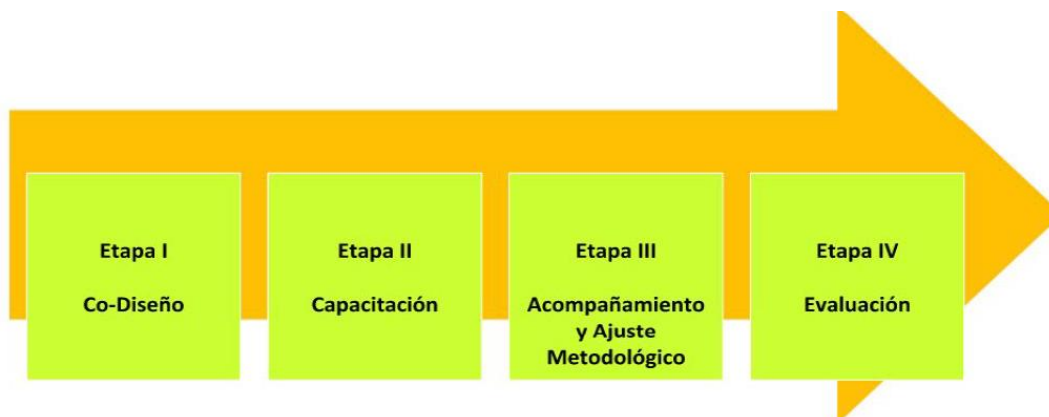 Etapa I
Co-Diseño
Etapa II
Capacitación
Etapa III
Acompañamiento
y Ajuste
Metodológico
Etapa IV
Evaluación